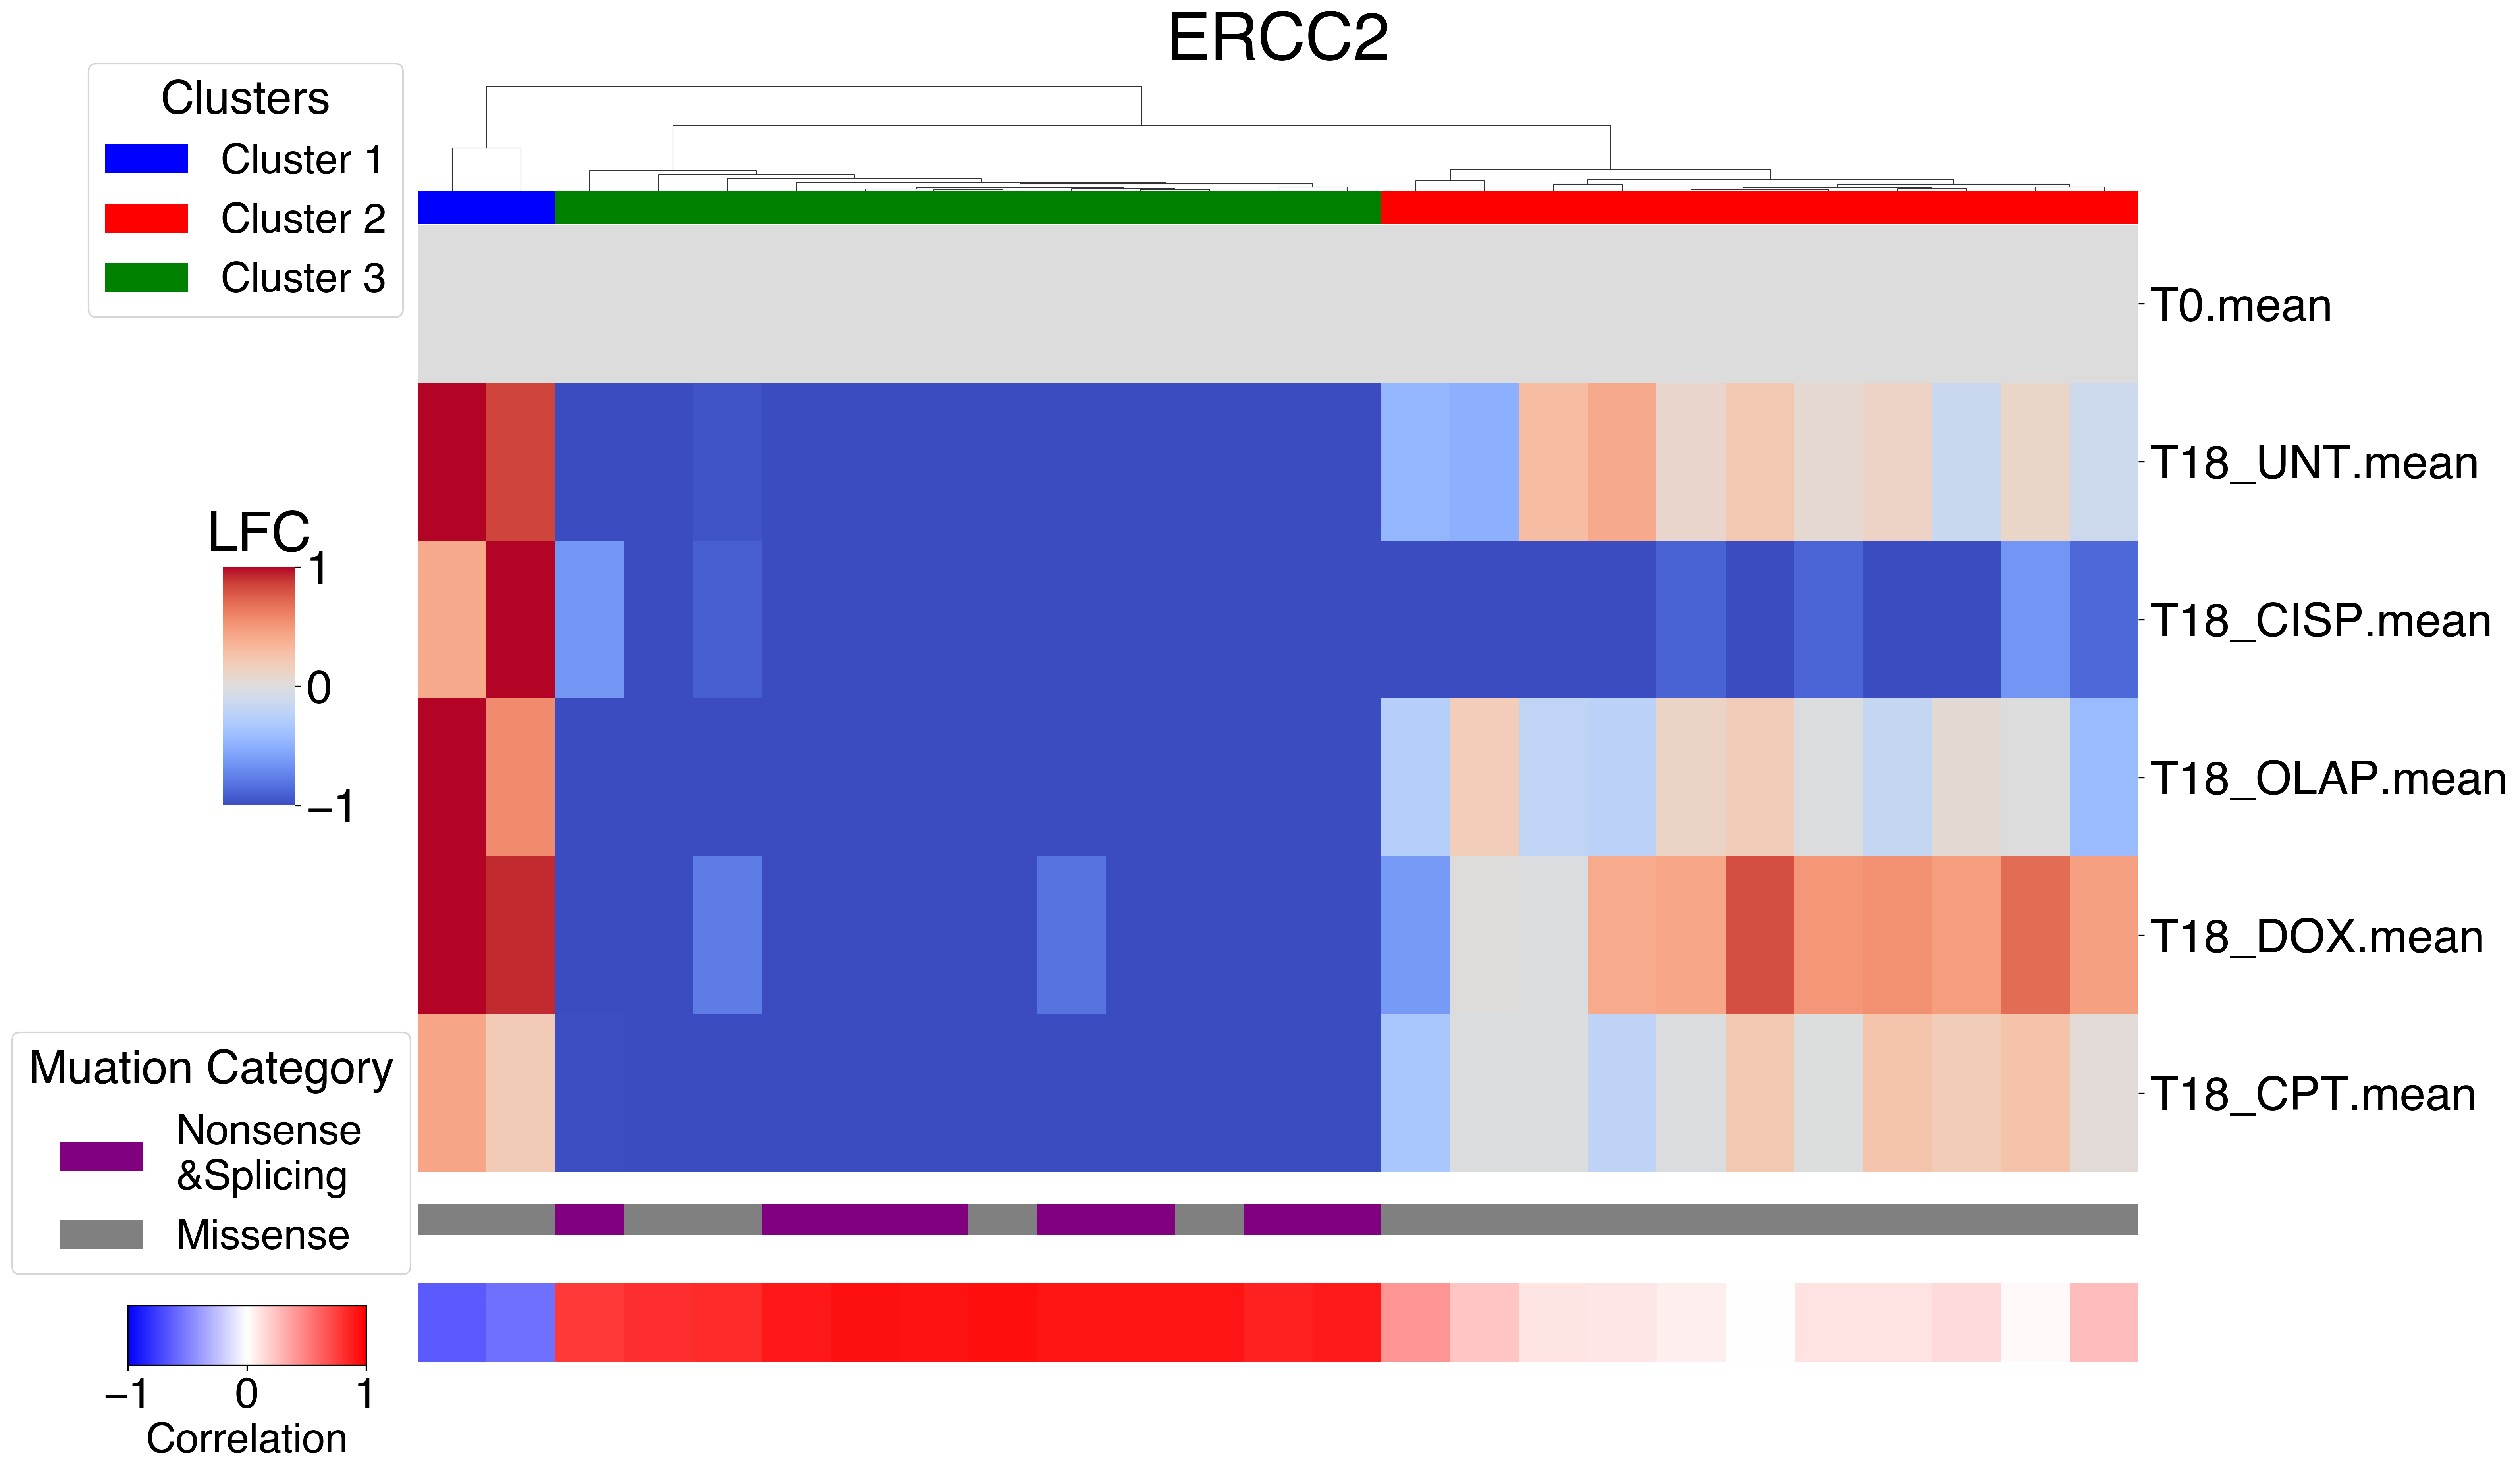 ERCC2
Clusters
Cluster 1
Cluster 2
Cluster 3
T0.mean
T18_UNT.mean
LFC
1
0
−1
T18_CISP.mean
T18_OLAP.mean
T18_DOX.mean
T18_CPT.mean
Muation Category
Nonsense
&Splicing
Missense
−1 0 1
Correlation